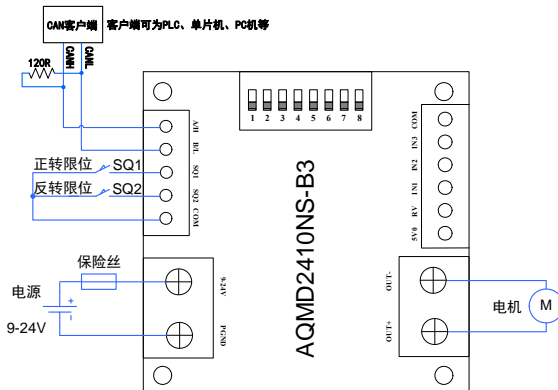 CAN客户端
客户端可为PLC、单片机、PC机等
CANH
CANL
120R
1 2 3 4 5 6 7 8
A/H
B/L
SQ1
SQ2
COM
正转限位
SQ1
反转限位
SQ2
COM
IN3
IN2
IN1
RV
5V0
AQMD2410NS-B3
保险丝
电源
9-24V
9-24V
PGND
OUT-
OUT+
电机
M